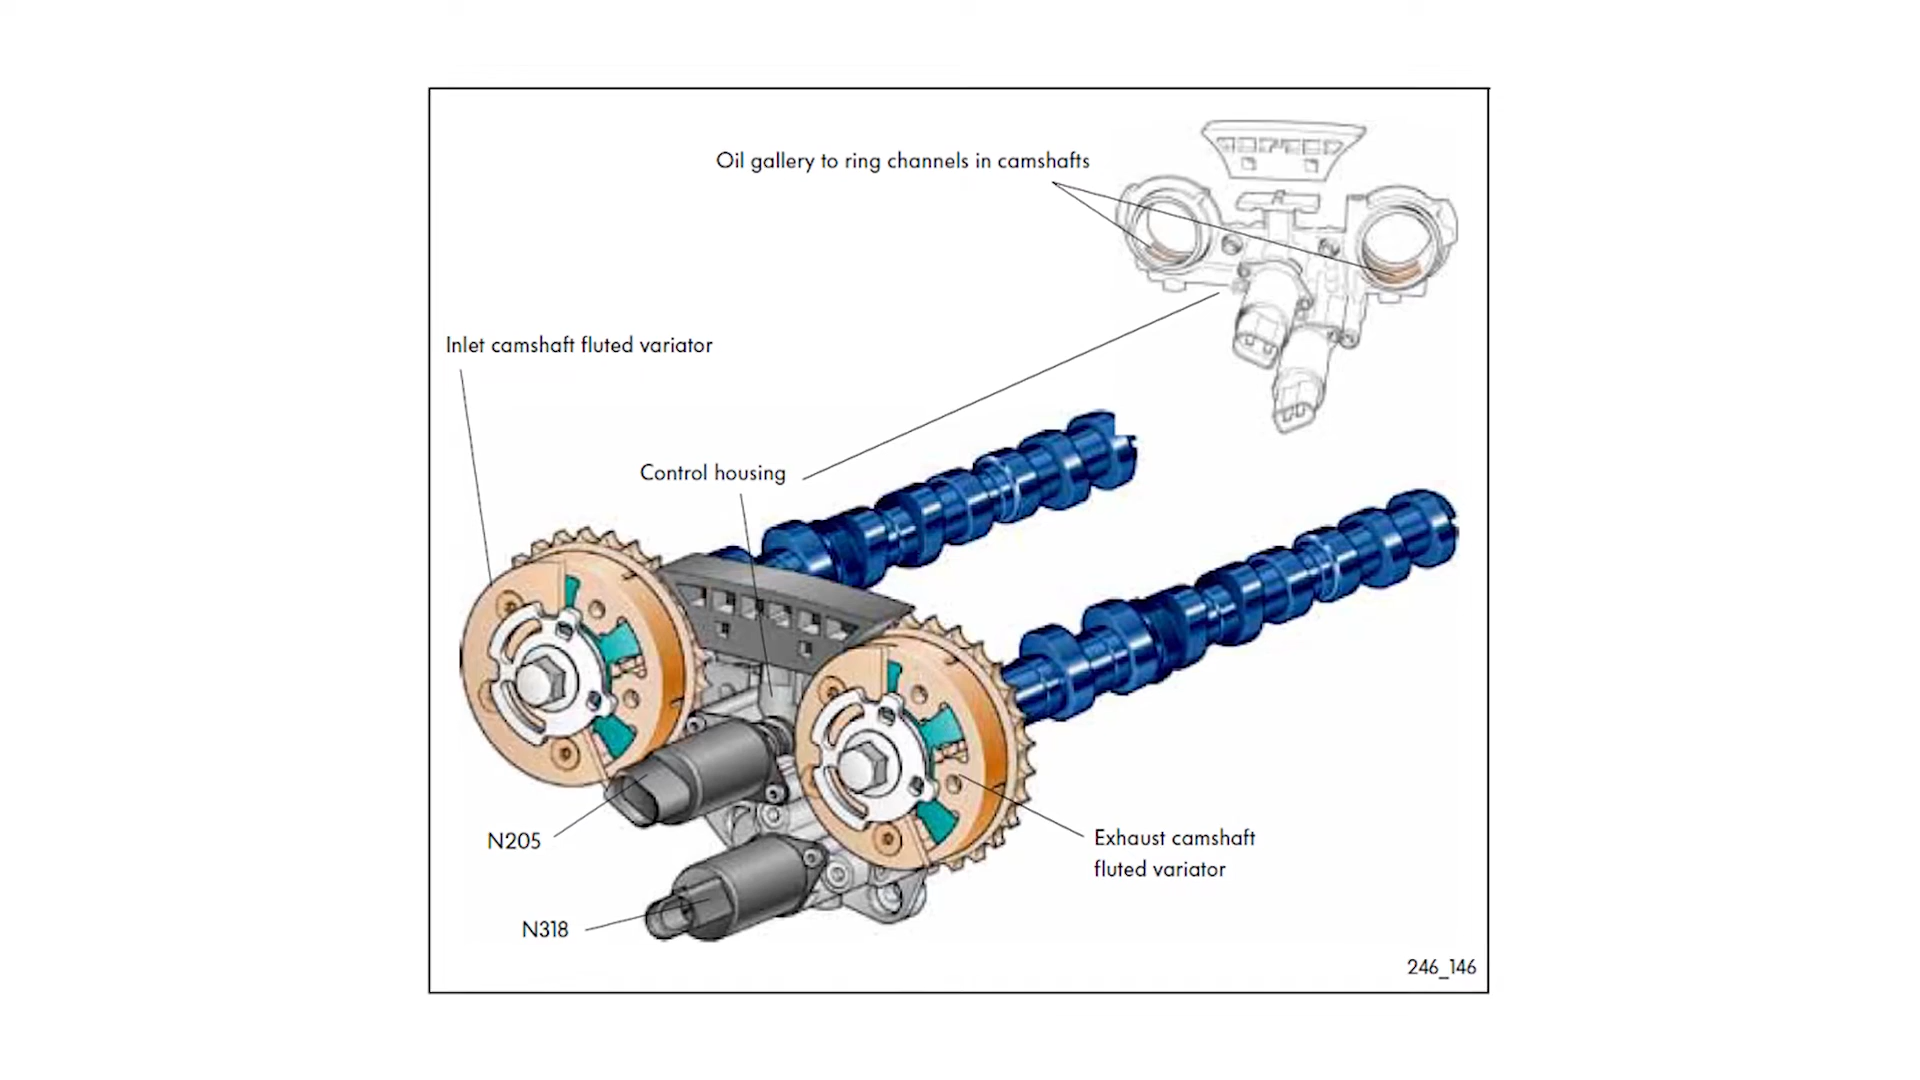 Oil gallery to ring channels in camshafts
Inlet camshaft fluted variator
Control housing
N205
Exhaust camshaft
fluted variator
N318
246_146